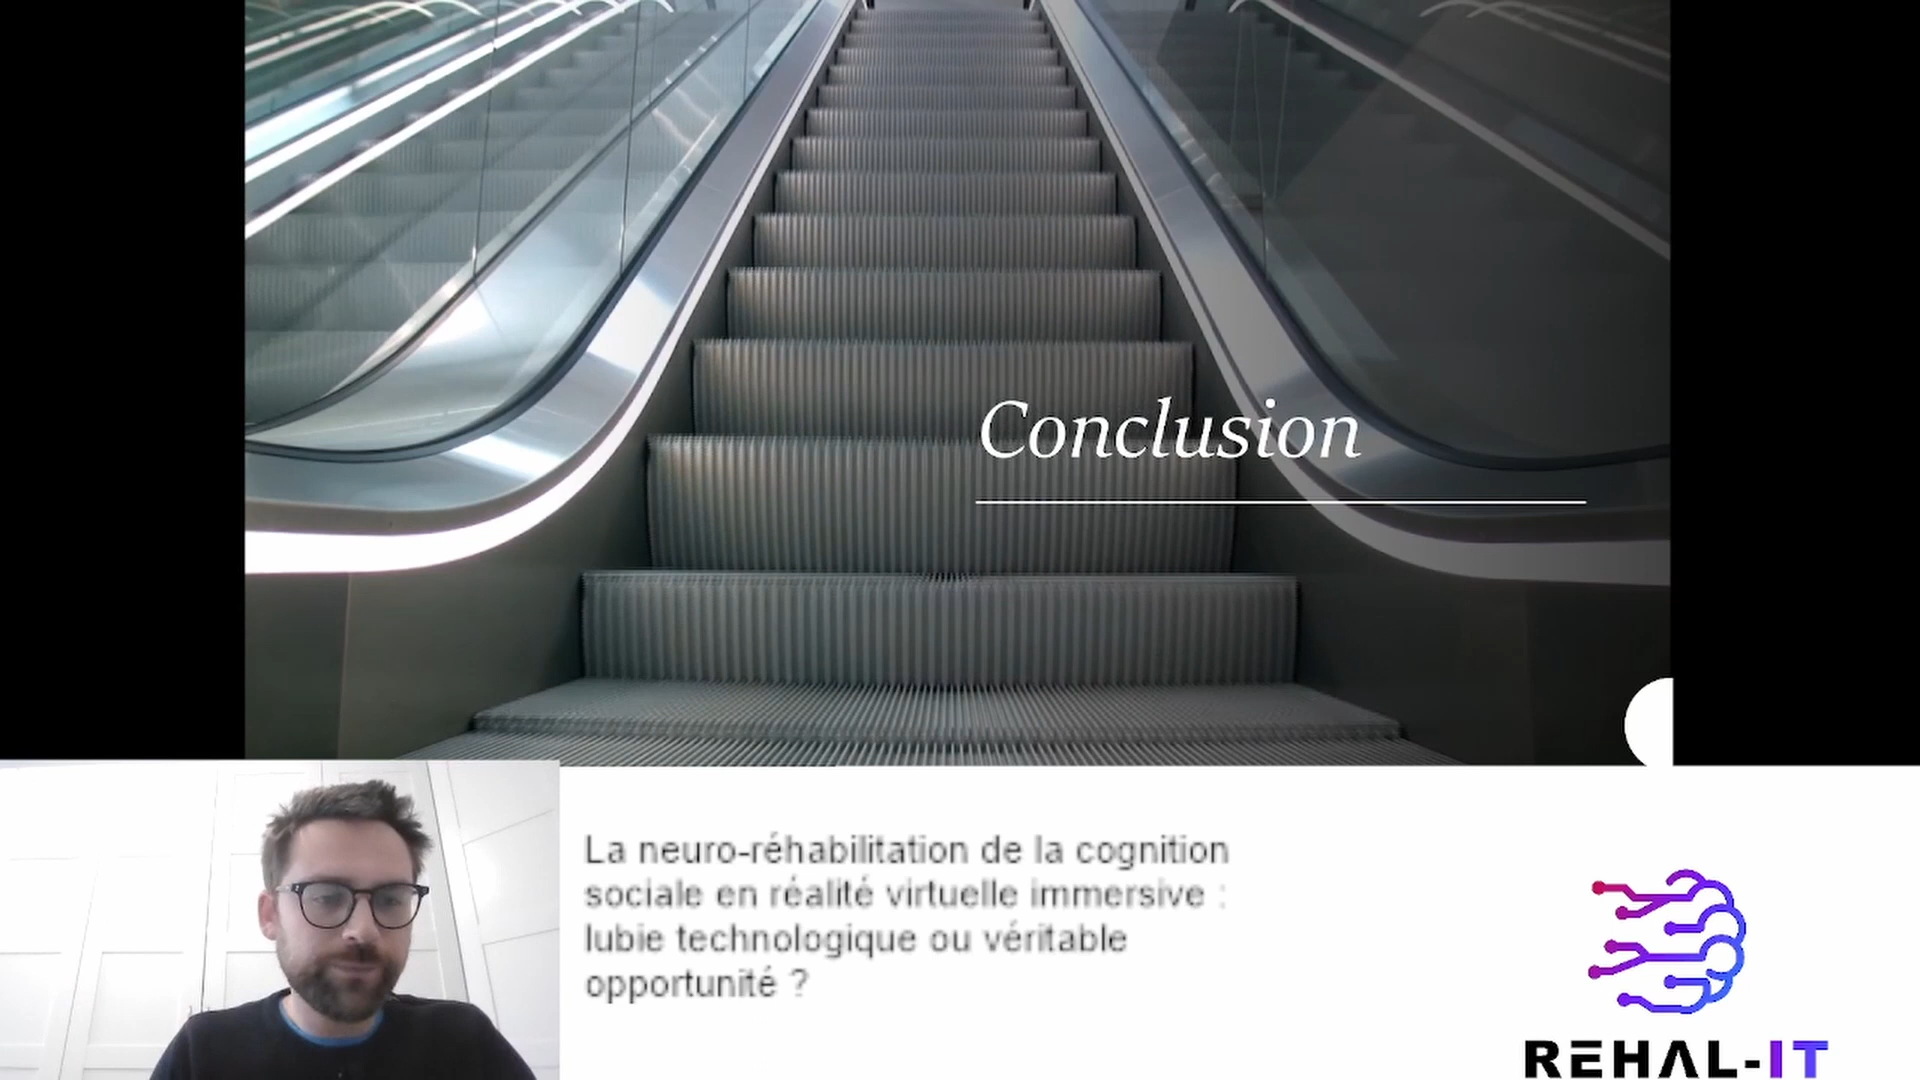 Conclusion
La neuro-réhabilitation de la cognition
sociale en réalité virtuelle immersive :
lubie technologique ou véritable
opportunité ?
REHAL-IT